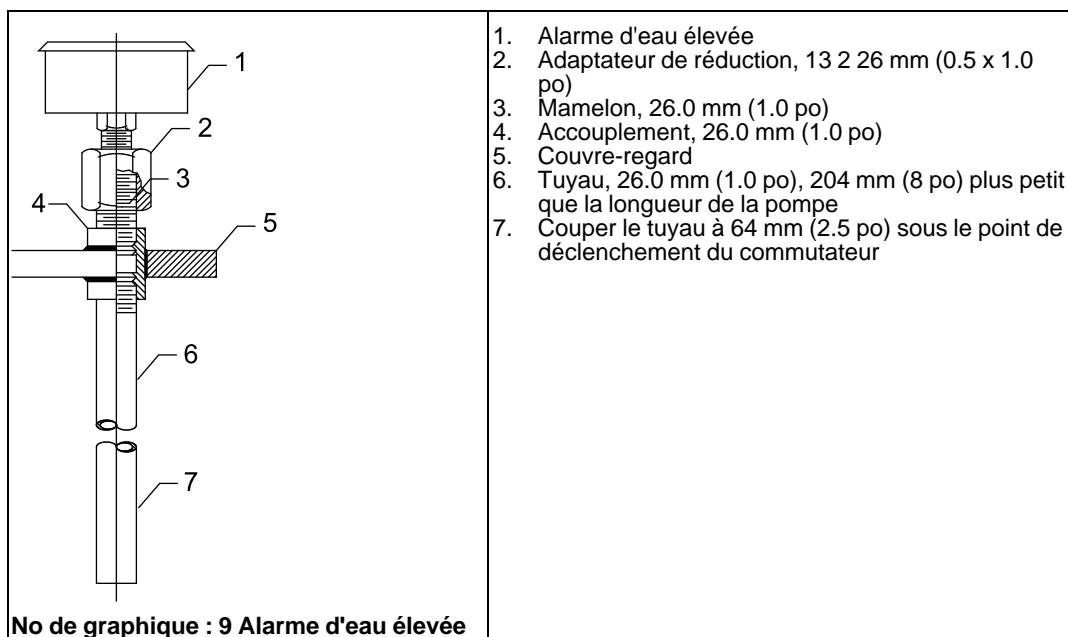 1
2
3
4
5
6
7
No de graphique : 9 Alarme d'eau élevée
1. Alarme d'eau élevée
2. Adaptateur de réduction, 13 2 26 mm (0.5 x 1.0
po)
3. Mamelon, 26.0 mm (1.0 po)
4. Accouplement, 26.0 mm (1.0 po)
5. Couvre-regard
6. Tuyau, 26.0 mm (1.0 po), 204 mm (8 po) plus petit
que la longueur de la pompe
7. Couper le tuyau à 64 mm (2.5 po) sous le point de
déclenchement du commutateur